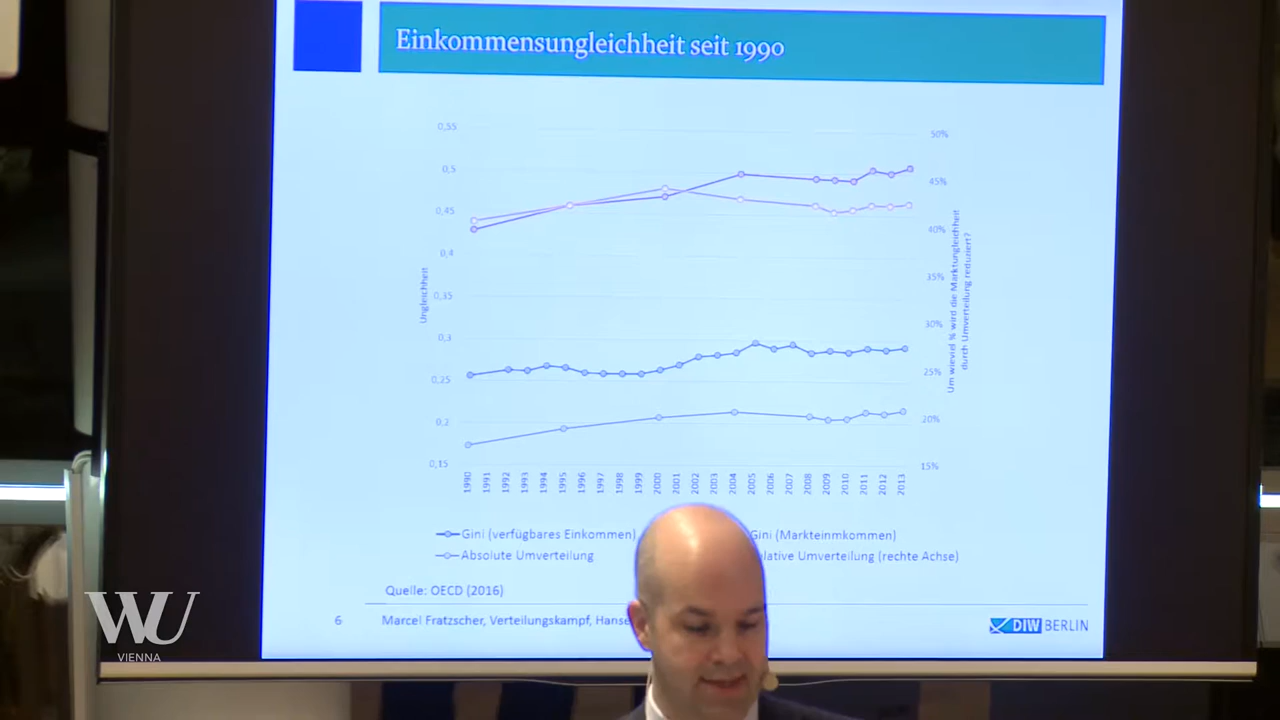 Einkommensungleichheit seit 1990
0,55
0,5
0,45
0,4
0,35
0,3
0,25
0,2
0,15
Ungleichheit
50%
45%
40%
35%
30%
25%
20%
15%
Um wieviel % wird die Marktungleichheit
durch Umverteilung reduziert?
1990 1991 1992 1993 1994 1995 1996 1997 1998 1999 2000 2001 2002 2003 2004 2005 2006 2007 2008 2009 2010 2011 2012 2013
Gini (verfügbares Einkommen) Gini (Markteinmkommen)
Absolute Umverteilung lative Umverteilung (rechte Achse)
Quelle: OECD (2016)
6 Marcel Fratzscher, Verteilungskampf, Hanse
DIW BERLIN
WU
VIENNA